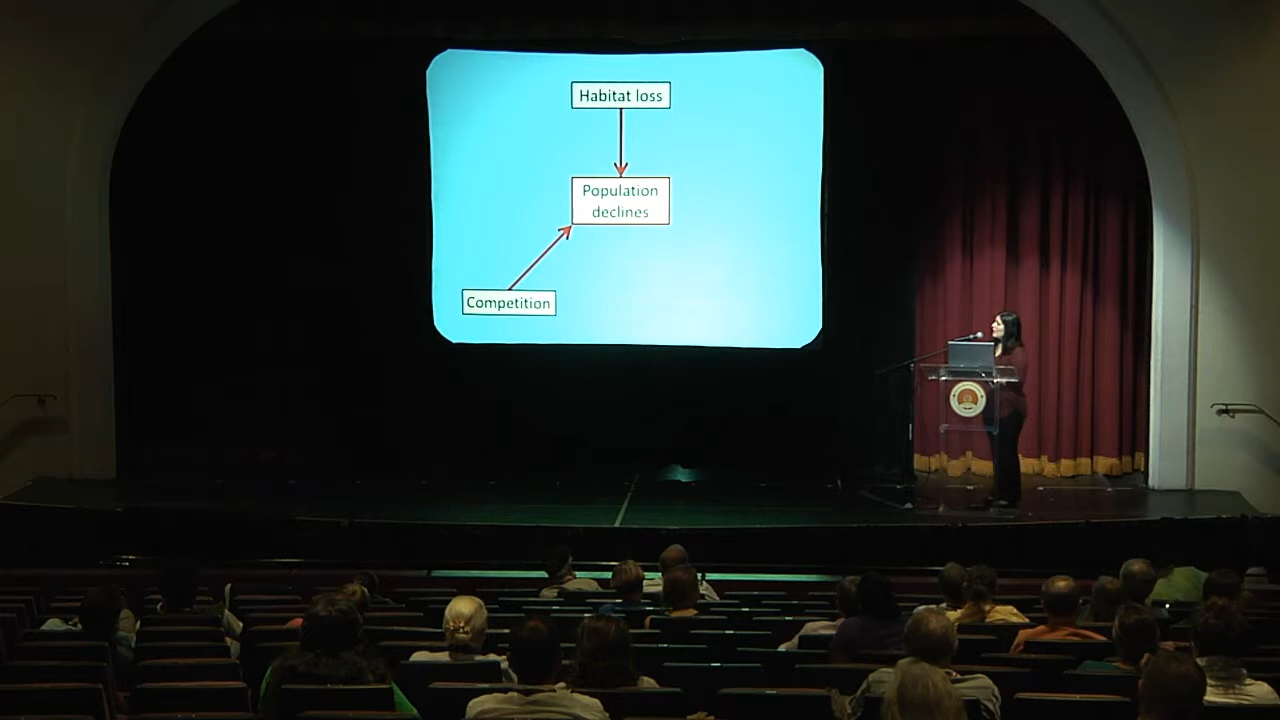 Habitat loss
Population
declines
Competition